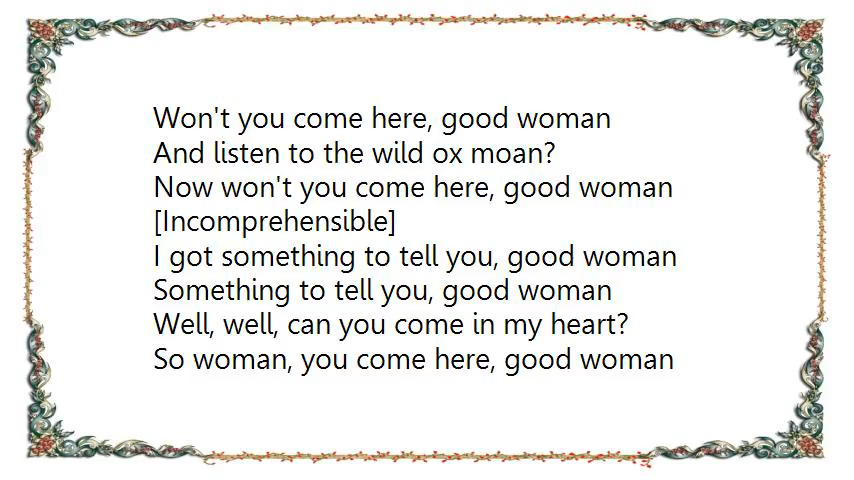 Won't you come here, good woman
And listen to the wild ox moan?
Now won't you come here, good woman
[Incomprehensible]
I got something to tell you, good woman
Something to tell you, good woman
Well, well, can you come in my heart?
So woman, you come here, good woman